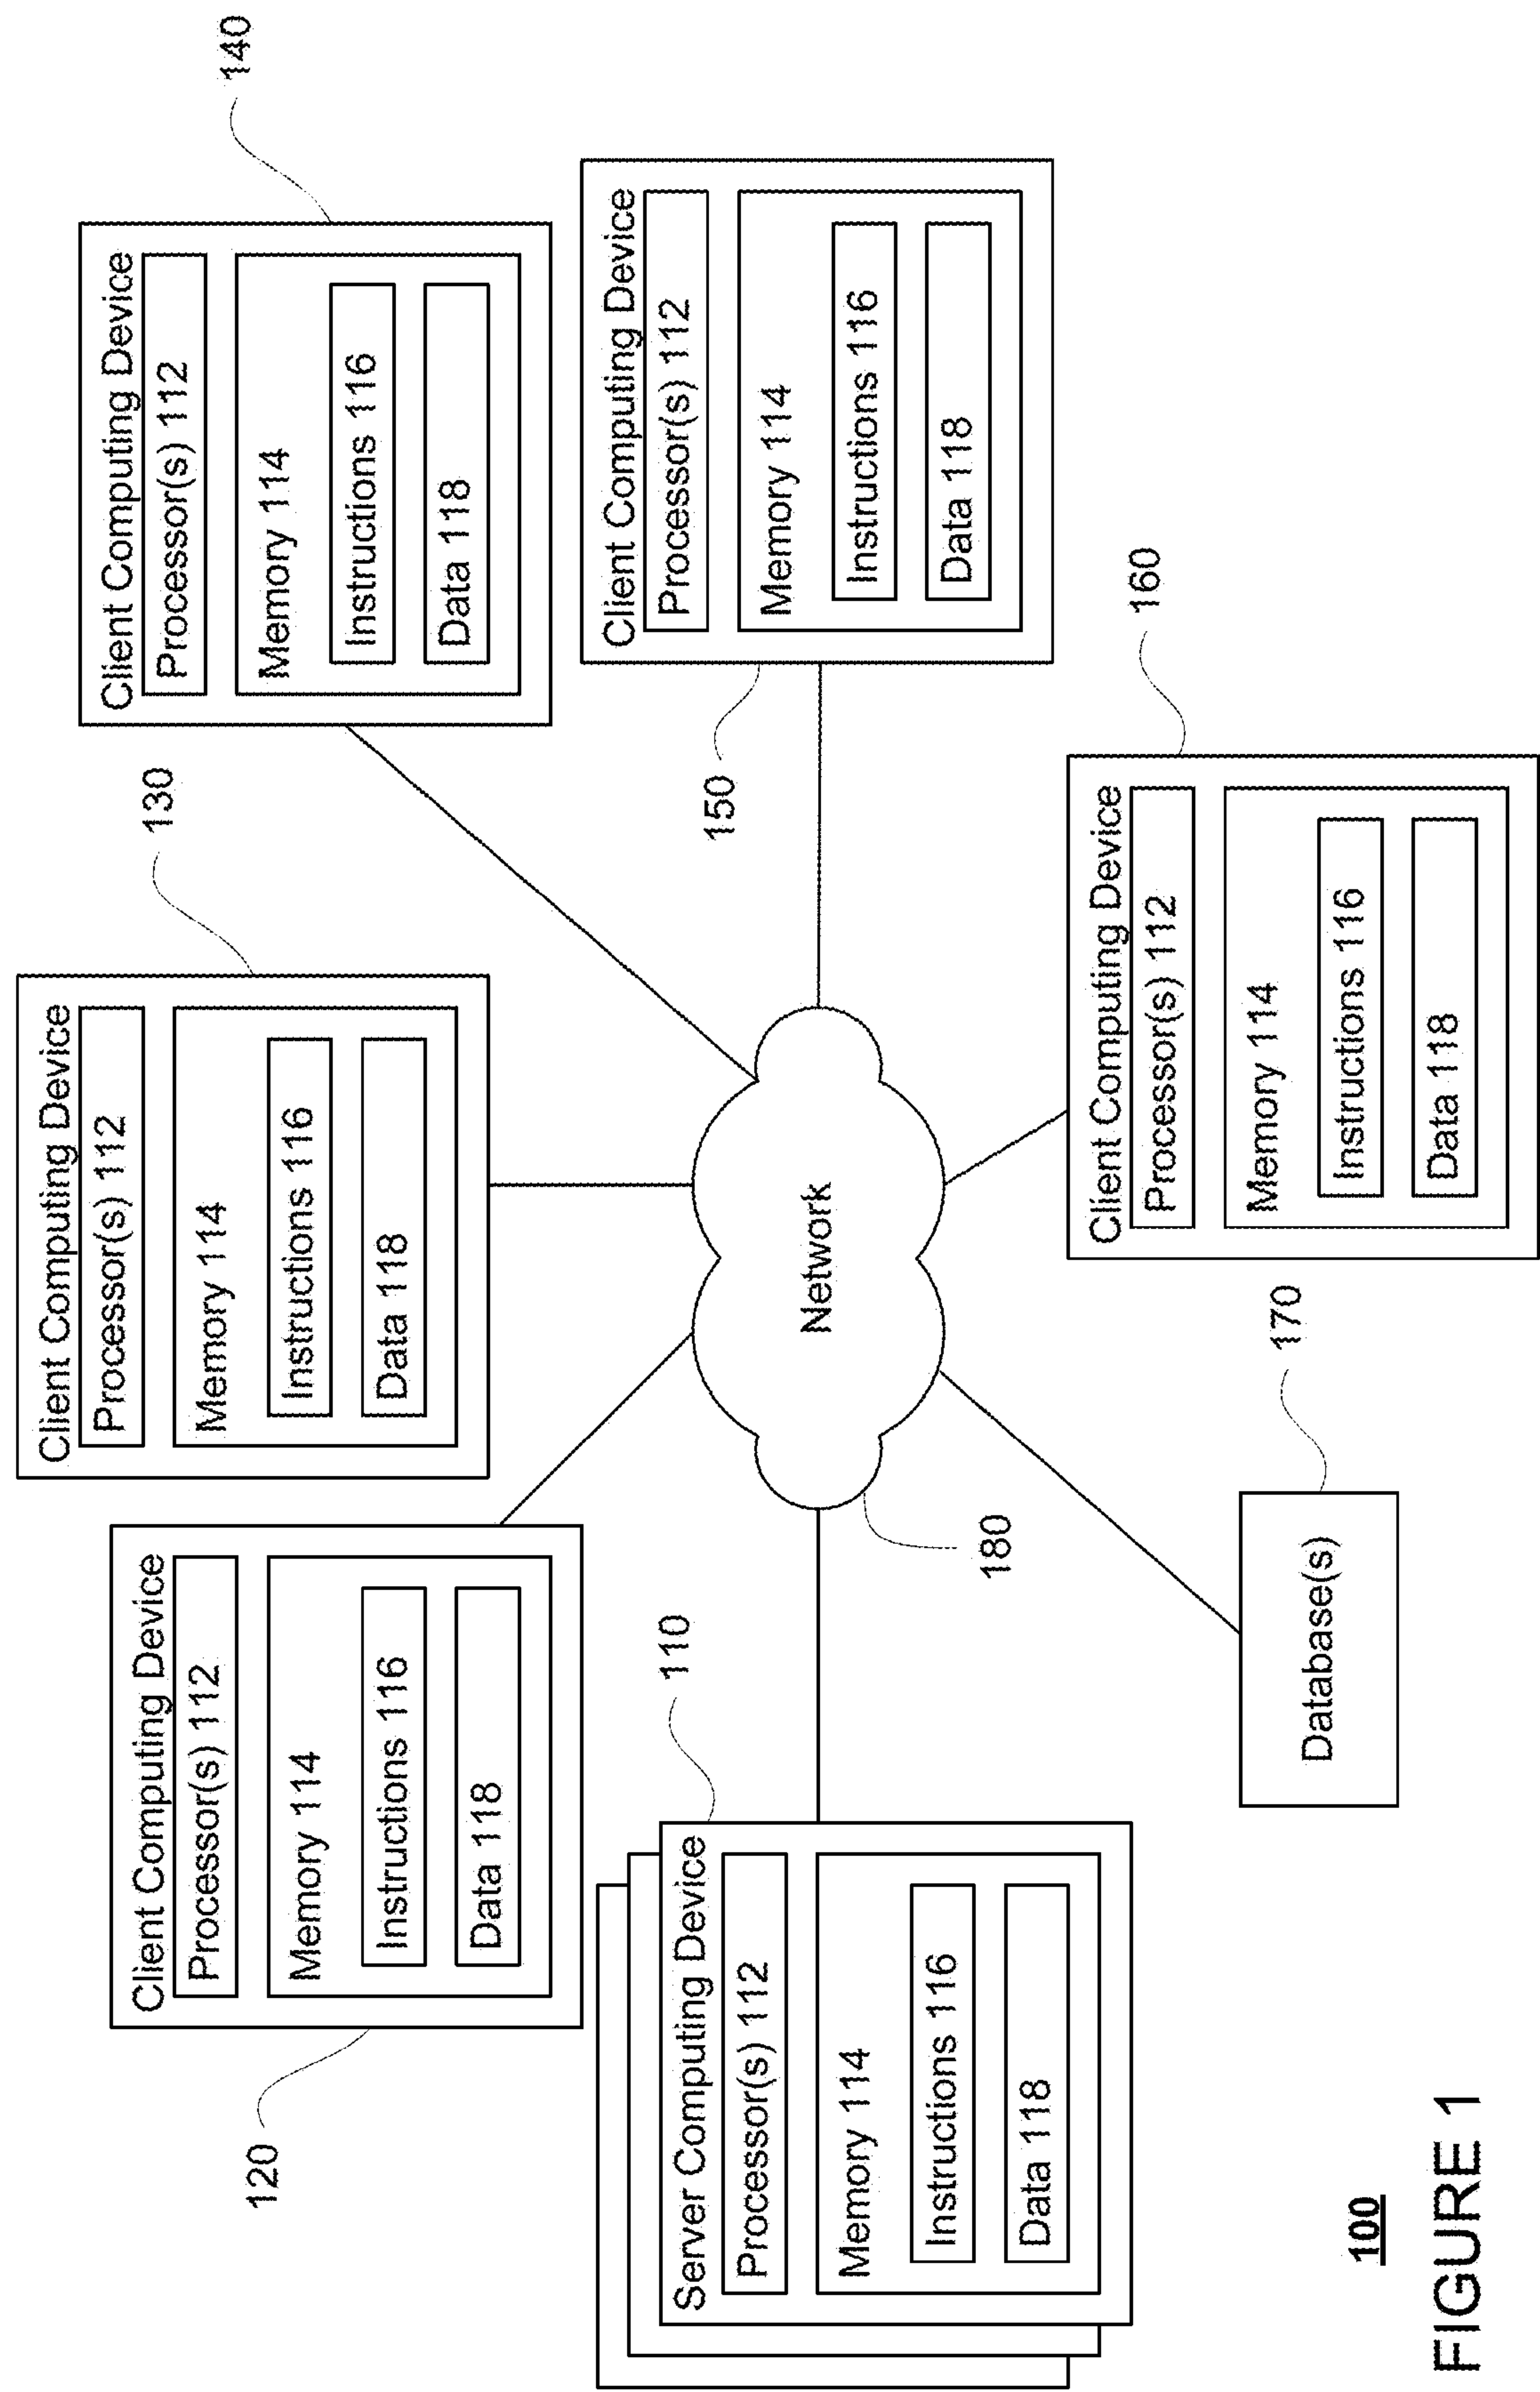 140
130
Client Computing Device
Processor(s) 112
Memory 114
Instructions 116
Data 118
Client Computing Device
Processor(s) 112
Memory 114
Instructions 116
Data 118
Client Computing Device
Processor(s) 112
Memory 114
Instructions 116
Data 118
120
150
Client Computing Device
Processor(s) 112
Memory 114
Instructions 116
Data 118
110
Server Computing Device
Processor(s) 112
Memory 114
Instructions 116
Data 118
Network
180
160
Client Computing Device
Processor(s) 112
Memory 114
Instructions 116
Data 118
170
Database(s)
100
FIGURE 1